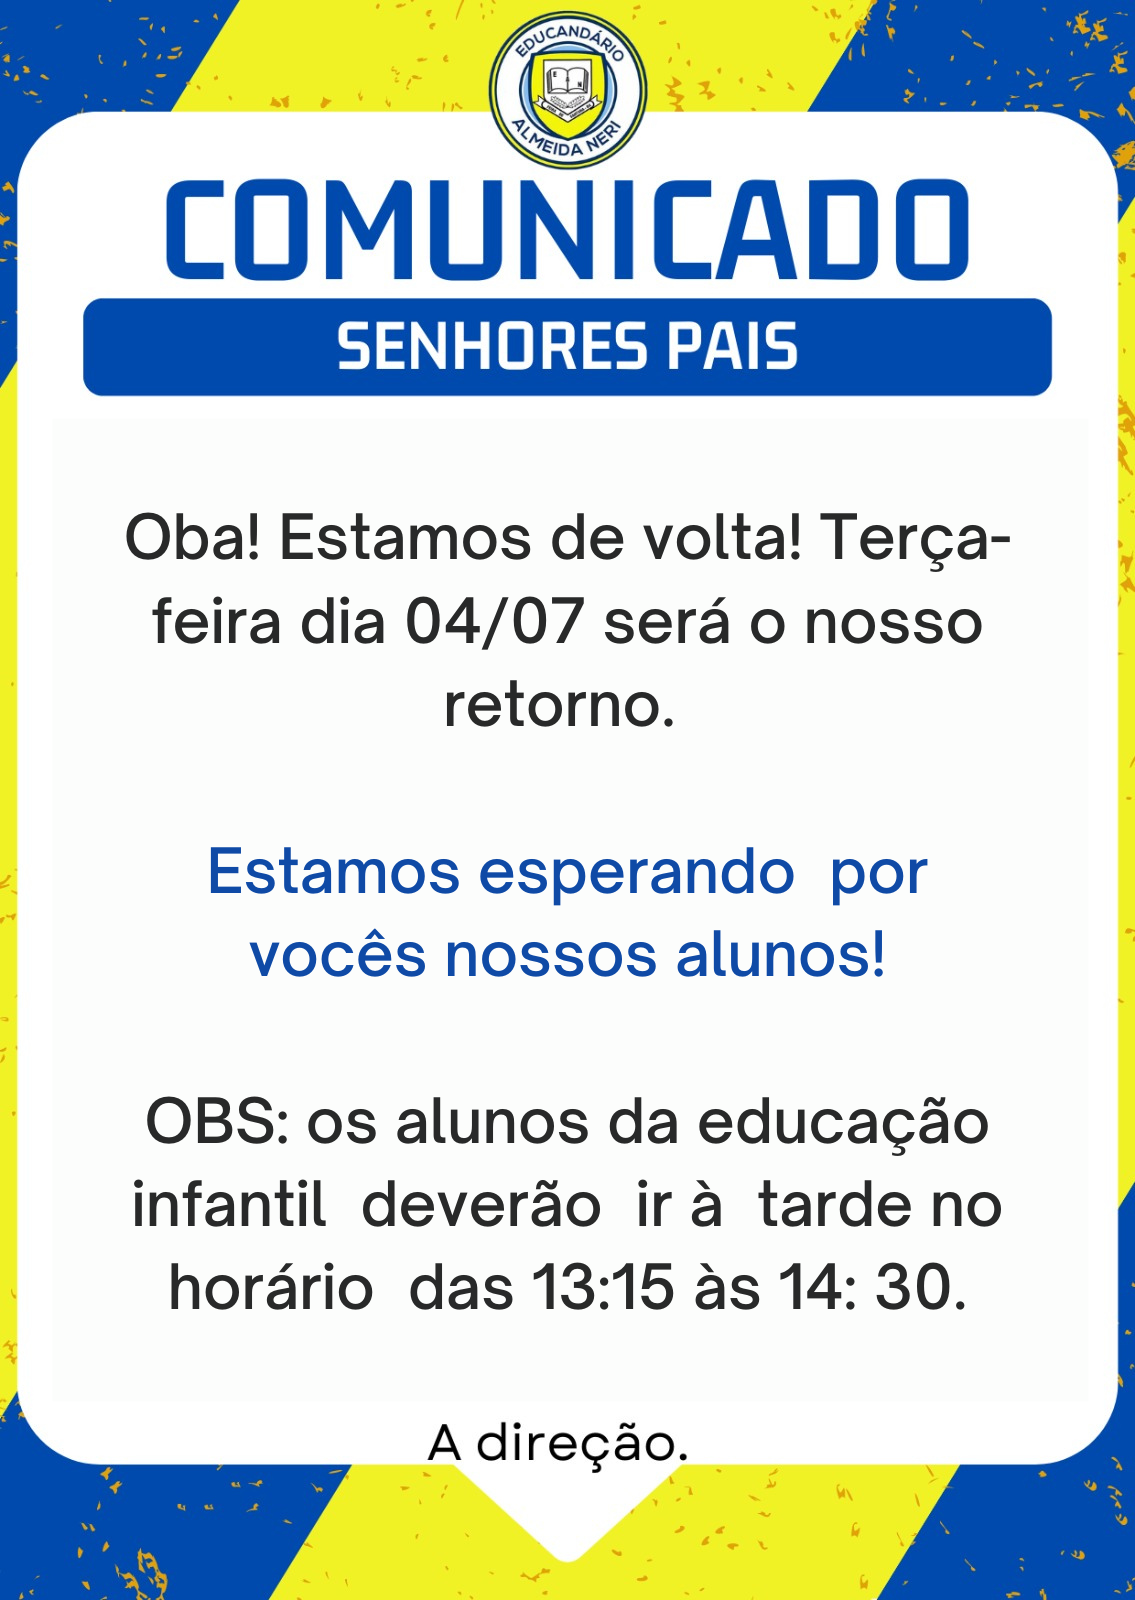 EDUCANDÁRIO
ALMEIDA NERI
COMUNICADO
SENHORES PAIS
Oba! Estamos de volta! Terça-
feira dia 04/07 será o nosso
retorno.
Estamos esperando por
vocês nossos alunos!
OBS: os alunos da educação
infantil deverão ir à tarde no
horário das 13:15 às 14: 30.
A direção.